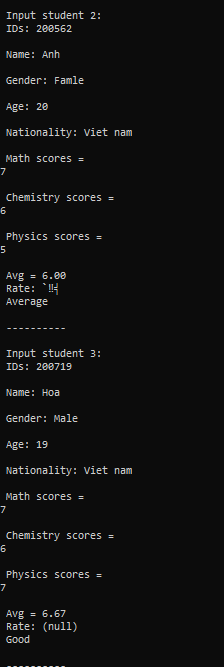 Input student 2:
IDs: 200562
Name: Anh
Gender: Famle
Age: 20
Nationality: Viet nam
Math scores =
7
Chemistry scores =
6
Physics scores =
5
Avg = 6.00
Rate: `‼╡
Average
----------
Input student 3:
IDs: 200719
Name: Hoa
Gender: Male
Age: 19
Nationality: Viet nam
Math scores =
7
Chemistry scores =
6
Physics scores =
7
Avg = 6.67
Rate: (null)
Good
----------